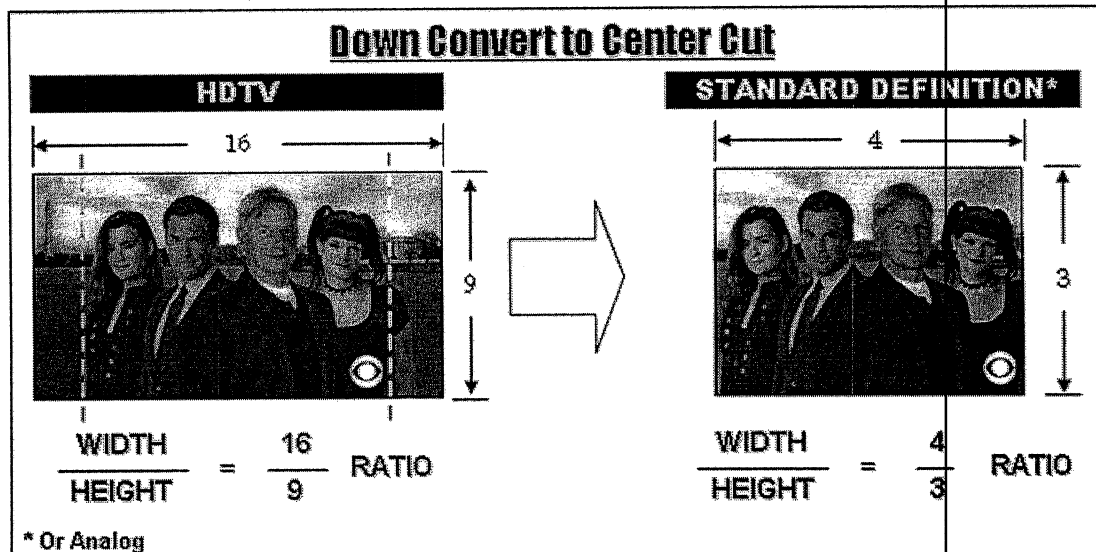 Down Convert to Center Cut
HDTV
STANDARD DEFINITION*
16
4
9
3
WIDTH
HEIGHT
=
16
9
RATIO
WIDTH
HEIGHT
=
4
3
RATIO
* Or Analog